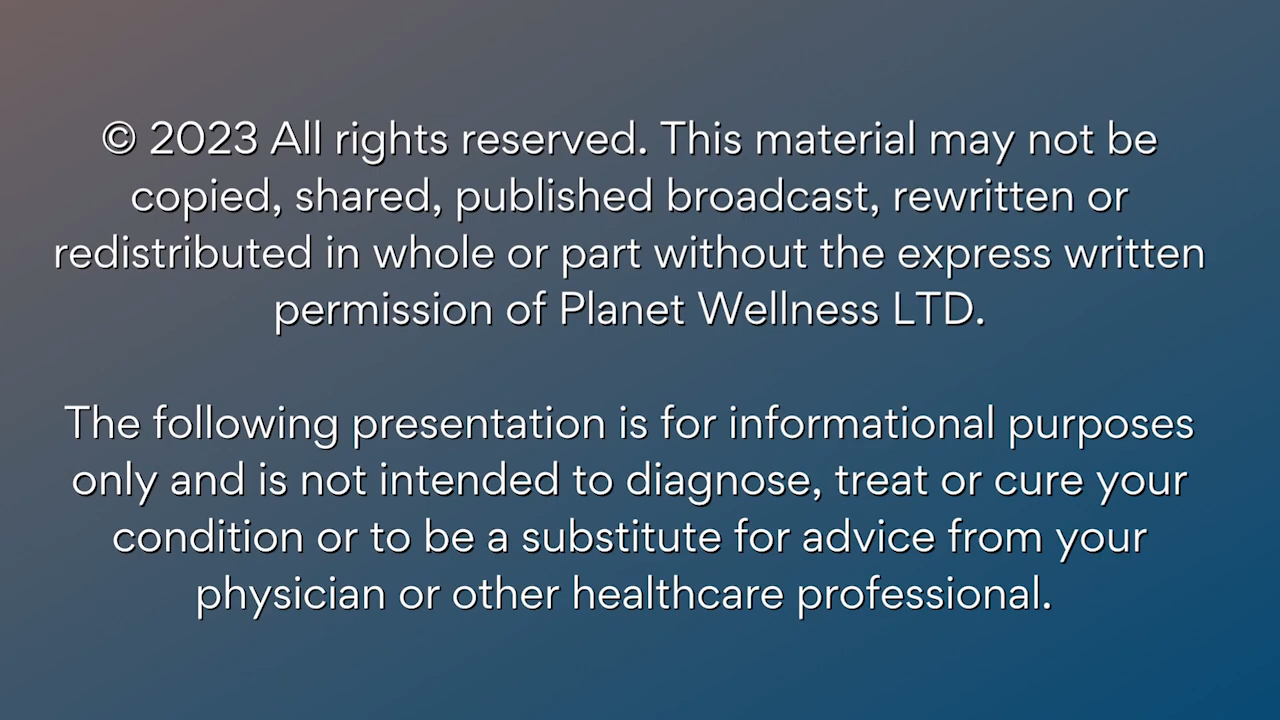 © 2023 All rights reserved. This material may not be
copied, shared, published broadcast, rewritten or
redistributed in whole or part without the express written
permission of Planet Wellness LTD.
The following presentation is for informational purposes
only and is not intended to diagnose, treat or cure your
condition or to be a substitute for advice from your
physician or other healthcare professional.